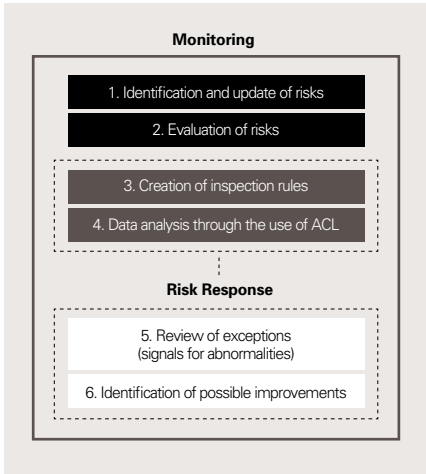 Monitoring
1. Identification and update of risks
2. Evaluation of risks
3. Creation of inspection rules
4. Data analysis through the use of ACL
Risk Response
5. Review of exceptions
(signals for abnormalities)
6. Identification of possible improvements